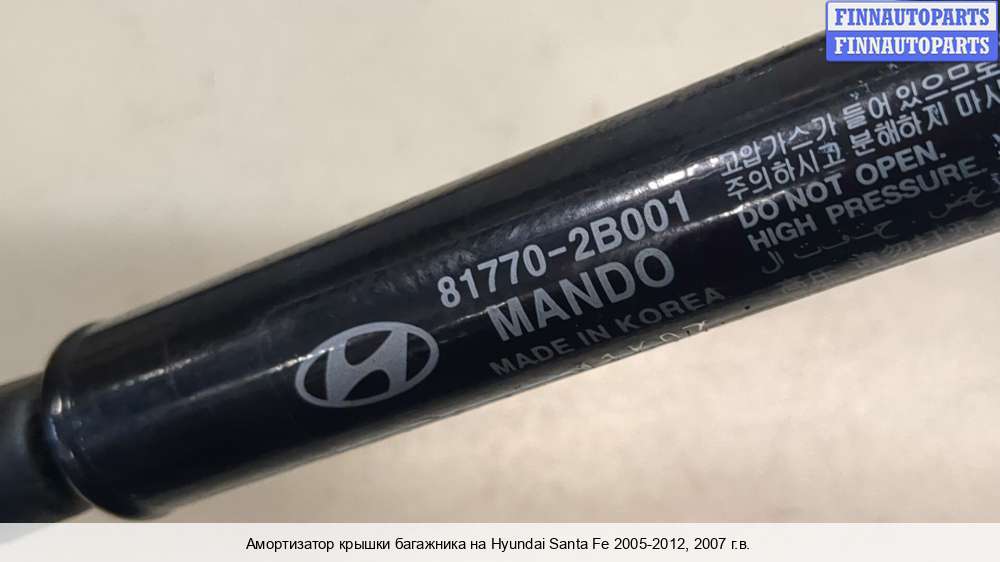 FINNAUTOPARTS
FINNAUTOPARTS
고압가스가 들어있으므로
주의하시고 분해하지 마시
DO NOT OPEN.
HIGH PRESSURE.
81770-2B001
MANDO
MADE IN KOREA
Амортизатор крышки багажника на Hyundai Santa Fe 2005-2012, 2007 г.в.